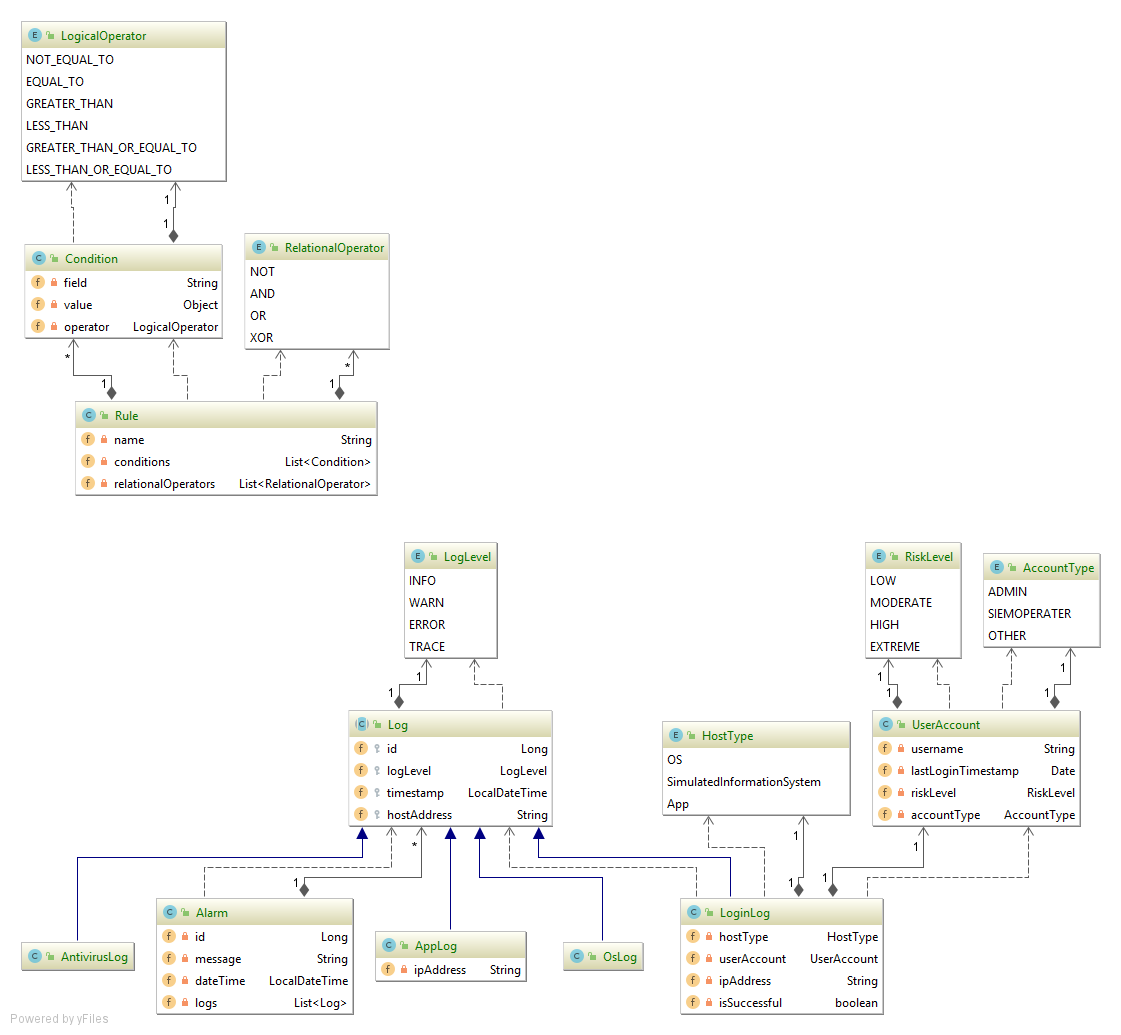 E LogicalOperator
NOT_EQUAL_TO
EQUAL_TO
GREATER_THAN
LESS_THAN
GREATER_THAN_OR_EQUAL_TO
LESS_THAN_OR_EQUAL_TO
1
1
C Condition
f field String
f value Object
f operator LogicalOperator
E RelationalOperator
NOT
AND
OR
XOR
*
1
*
1
C Rule
f name String
f conditions List<Condition>
f relationalOperators List<RelationalOperator>
E LogLevel
INFO
WARN
ERROR
TRACE
E RiskLevel
LOW
MODERATE
HIGH
EXTREME
E AccountType
ADMIN
SIEMOPERATER
OTHER
1
1
1
1
1
1
C Log
f id Long
f logLevel LogLevel
f timestamp LocalDateTime
f hostAddress String
E HostType
OS
SimulatedInformationSystem
App
C UserAccount
f username String
f lastLoginTimestamp Date
f riskLevel RiskLevel
f accountType AccountType
*
1
1
1
1
1
C AntivirusLog
C Alarm
f id Long
f message String
f dateTime LocalDateTime
f logs List<Log>
C AppLog
f ipAddress String
C OsLog
C LoginLog
f hostType HostType
f userAccount UserAccount
f ipAddress String
f isSuccessful boolean
Powered by yFiles